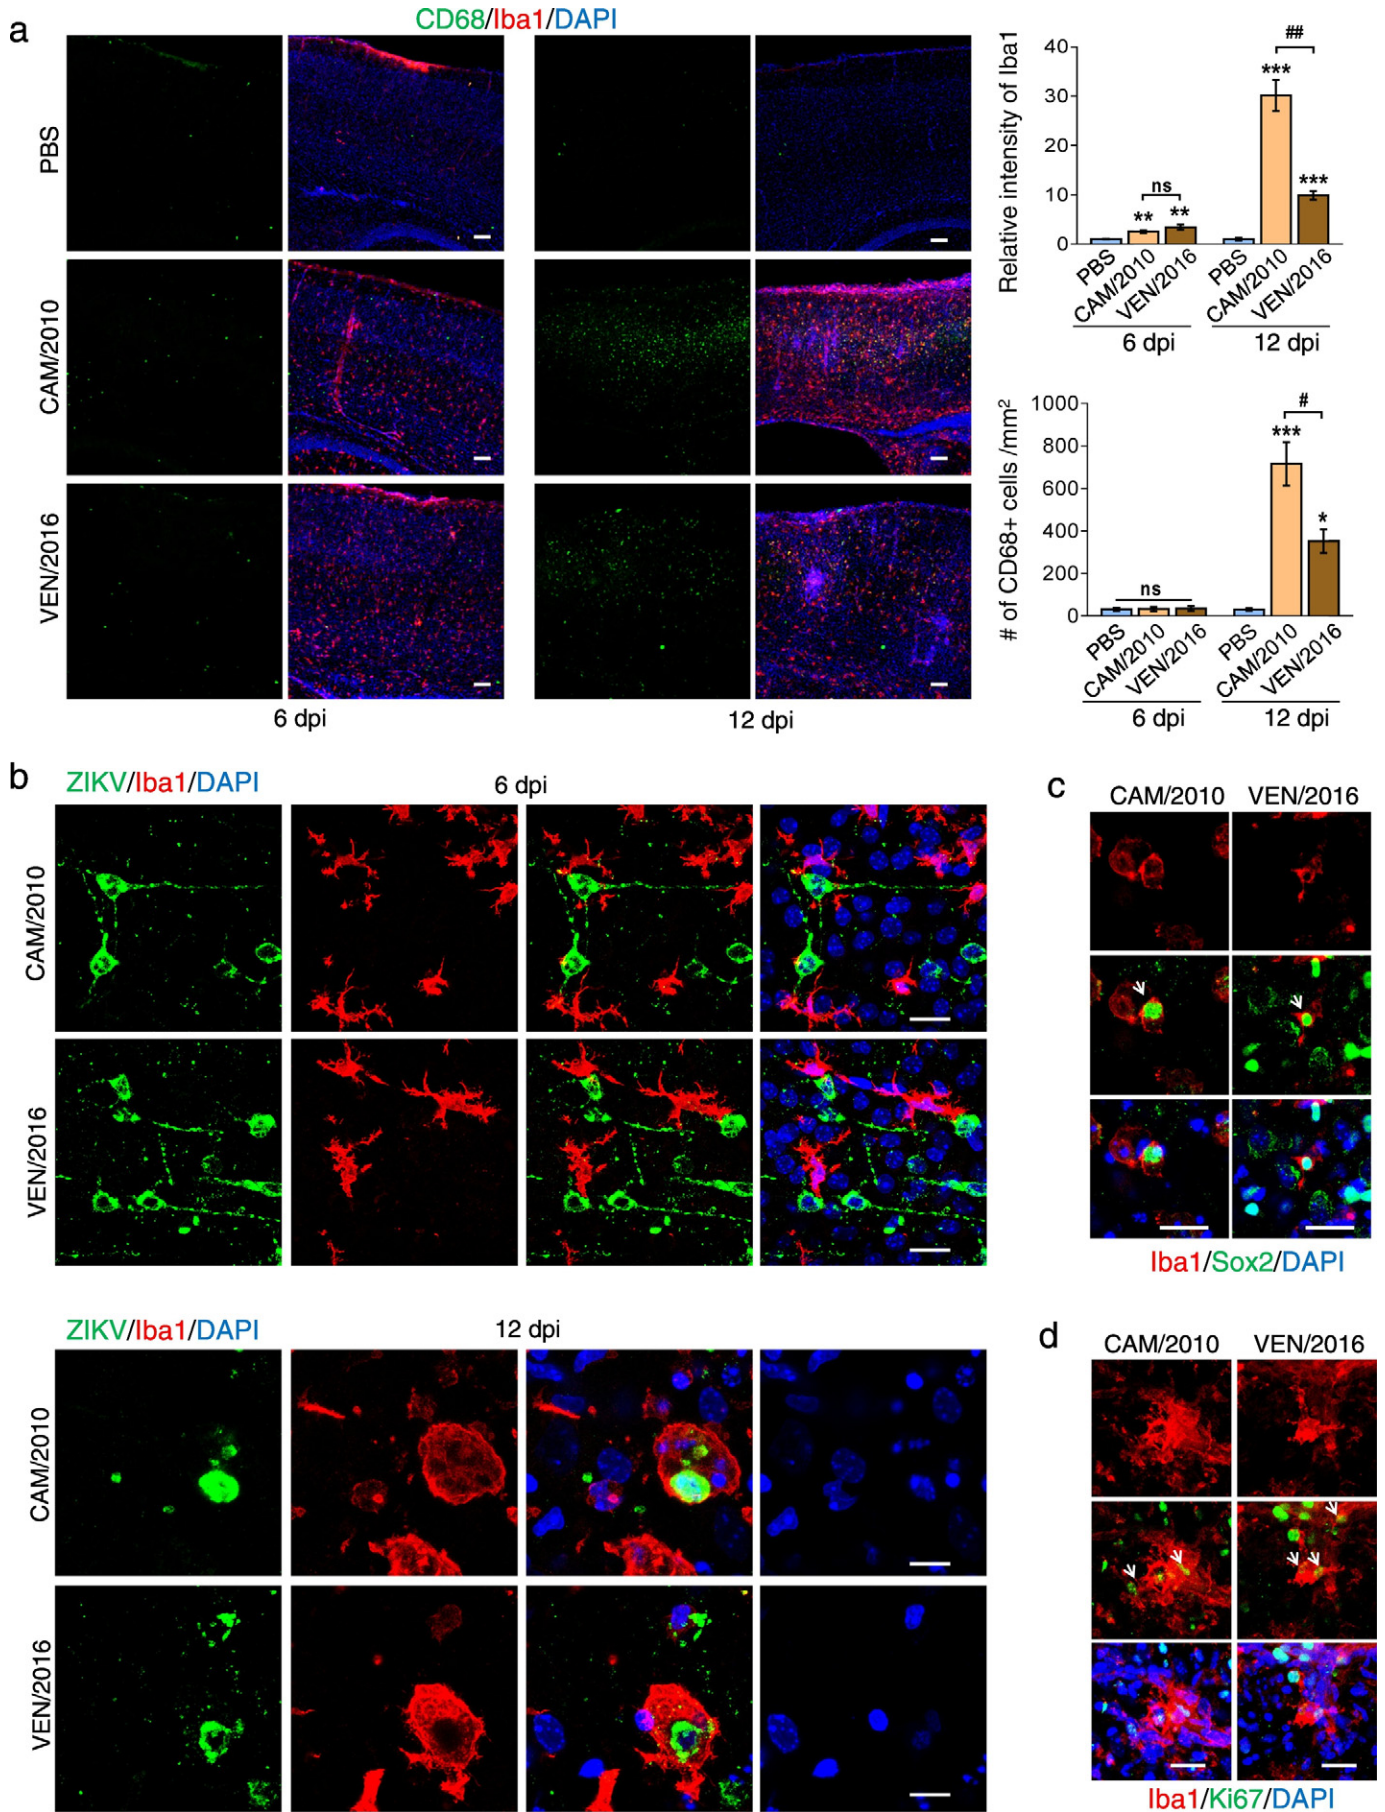 a
CD68/Iba1/DAPI
PBS
CAM/2010
VEN/2016
6 dpi
12 dpi
Relative intensity of Iba1
40
30
20
10
0
ns
**
**
***
***
##
PBS
CAM/2010
VEN/2016
PBS
CAM/2010
VEN/2016
6 dpi
12 dpi
# of CD68+ cells /mm2
1000
800
600
400
200
0
ns
***
*
#
PBS
CAM/2010
VEN/2016
PBS
CAM/2010
VEN/2016
6 dpi
12 dpi
b
ZIKV/Iba1/DAPI
6 dpi
CAM/2010
VEN/2016
ZIKV/Iba1/DAPI
12 dpi
CAM/2010
VEN/2016
c
CAM/2010
VEN/2016
Iba1/Sox2/DAPI
d
CAM/2010
VEN/2016
Iba1/Ki67/DAPI